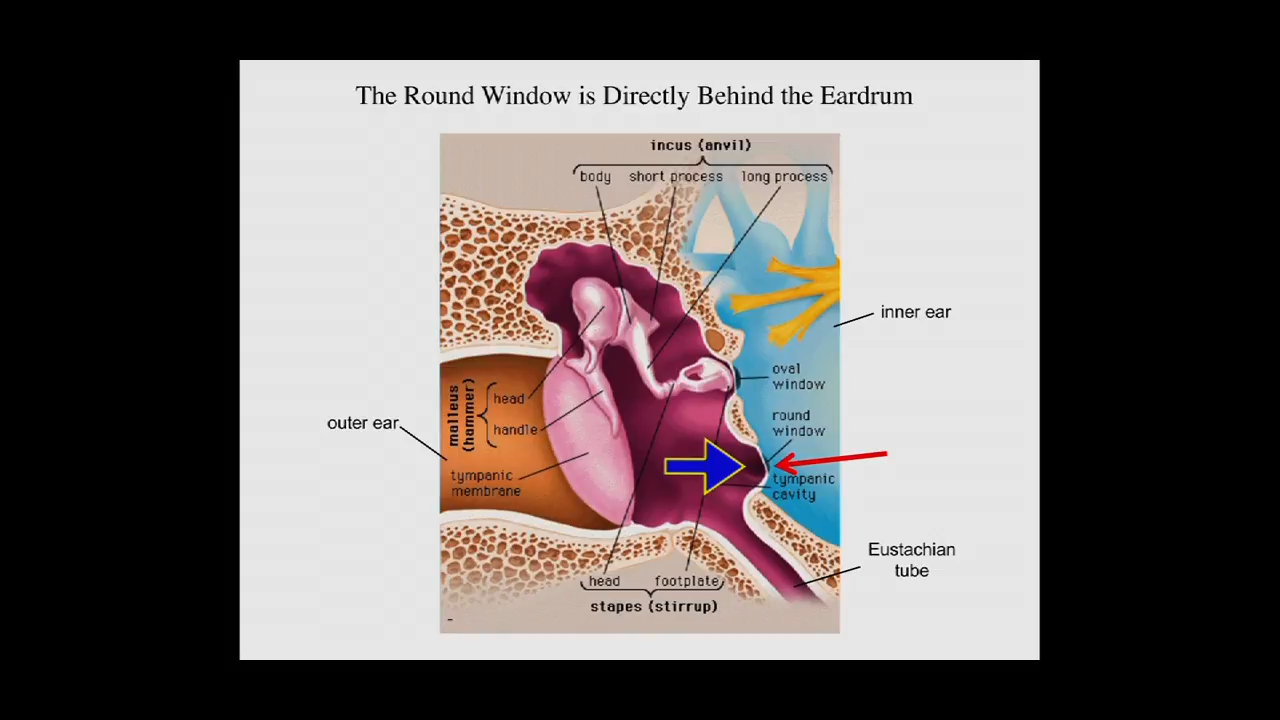 The Round Window is Directly Behind the Eardrum
incus (anvil)
body short process long process
inner ear
oval
window
malleus
(hammer)
head
handle
outer ear
round
window
tympanic
membrane
tympanic
cavity
Eustachian
tube
head footplate
stapes (stirrup)